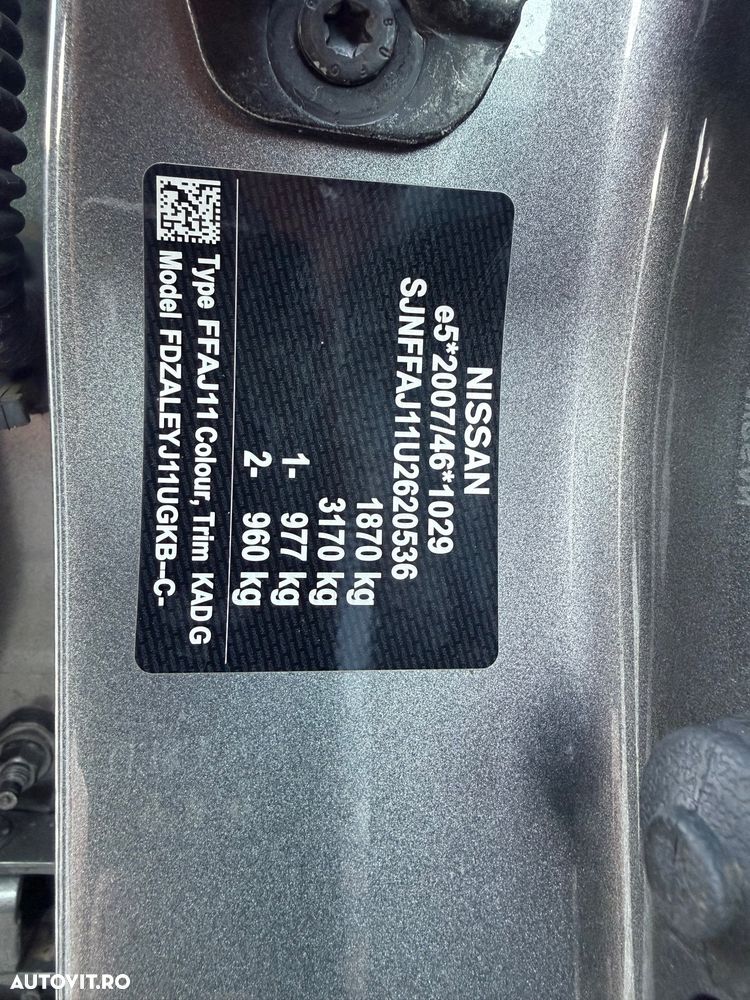 NISSAN
e5*2007/46*1029
SJNFFAJ11U2620536
1870 kg
3170 kg
1- 977 kg
2- 960 kg
Type FFAJ11 Colour, Trim KAD G
Model FDZALEYJ11UGKB--C-
AUTOVIT.RO